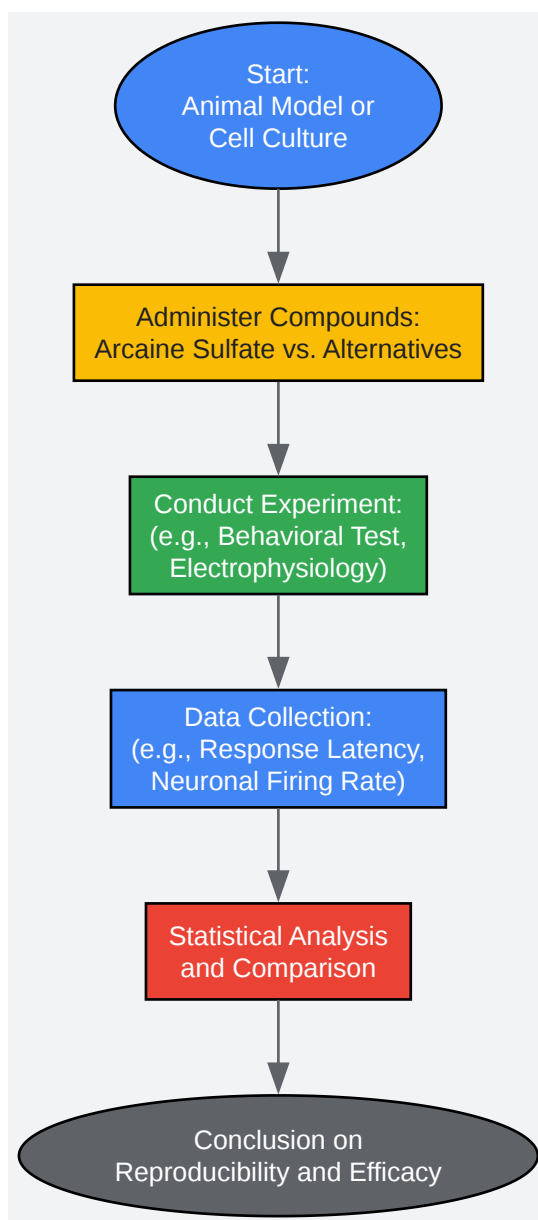 Start:
Animal Model or
Cell Culture
Administer Compounds:
Arcaine Sulfate vs. Alternatives
Conduct Experiment:
(e.g., Behavioral Test,
Electrophysiology)
Data Collection:
(e.g., Response Latency,
Neuronal Firing Rate)
Statistical Analysis
and Comparison
Conclusion on
Reproducibility and Efficacy